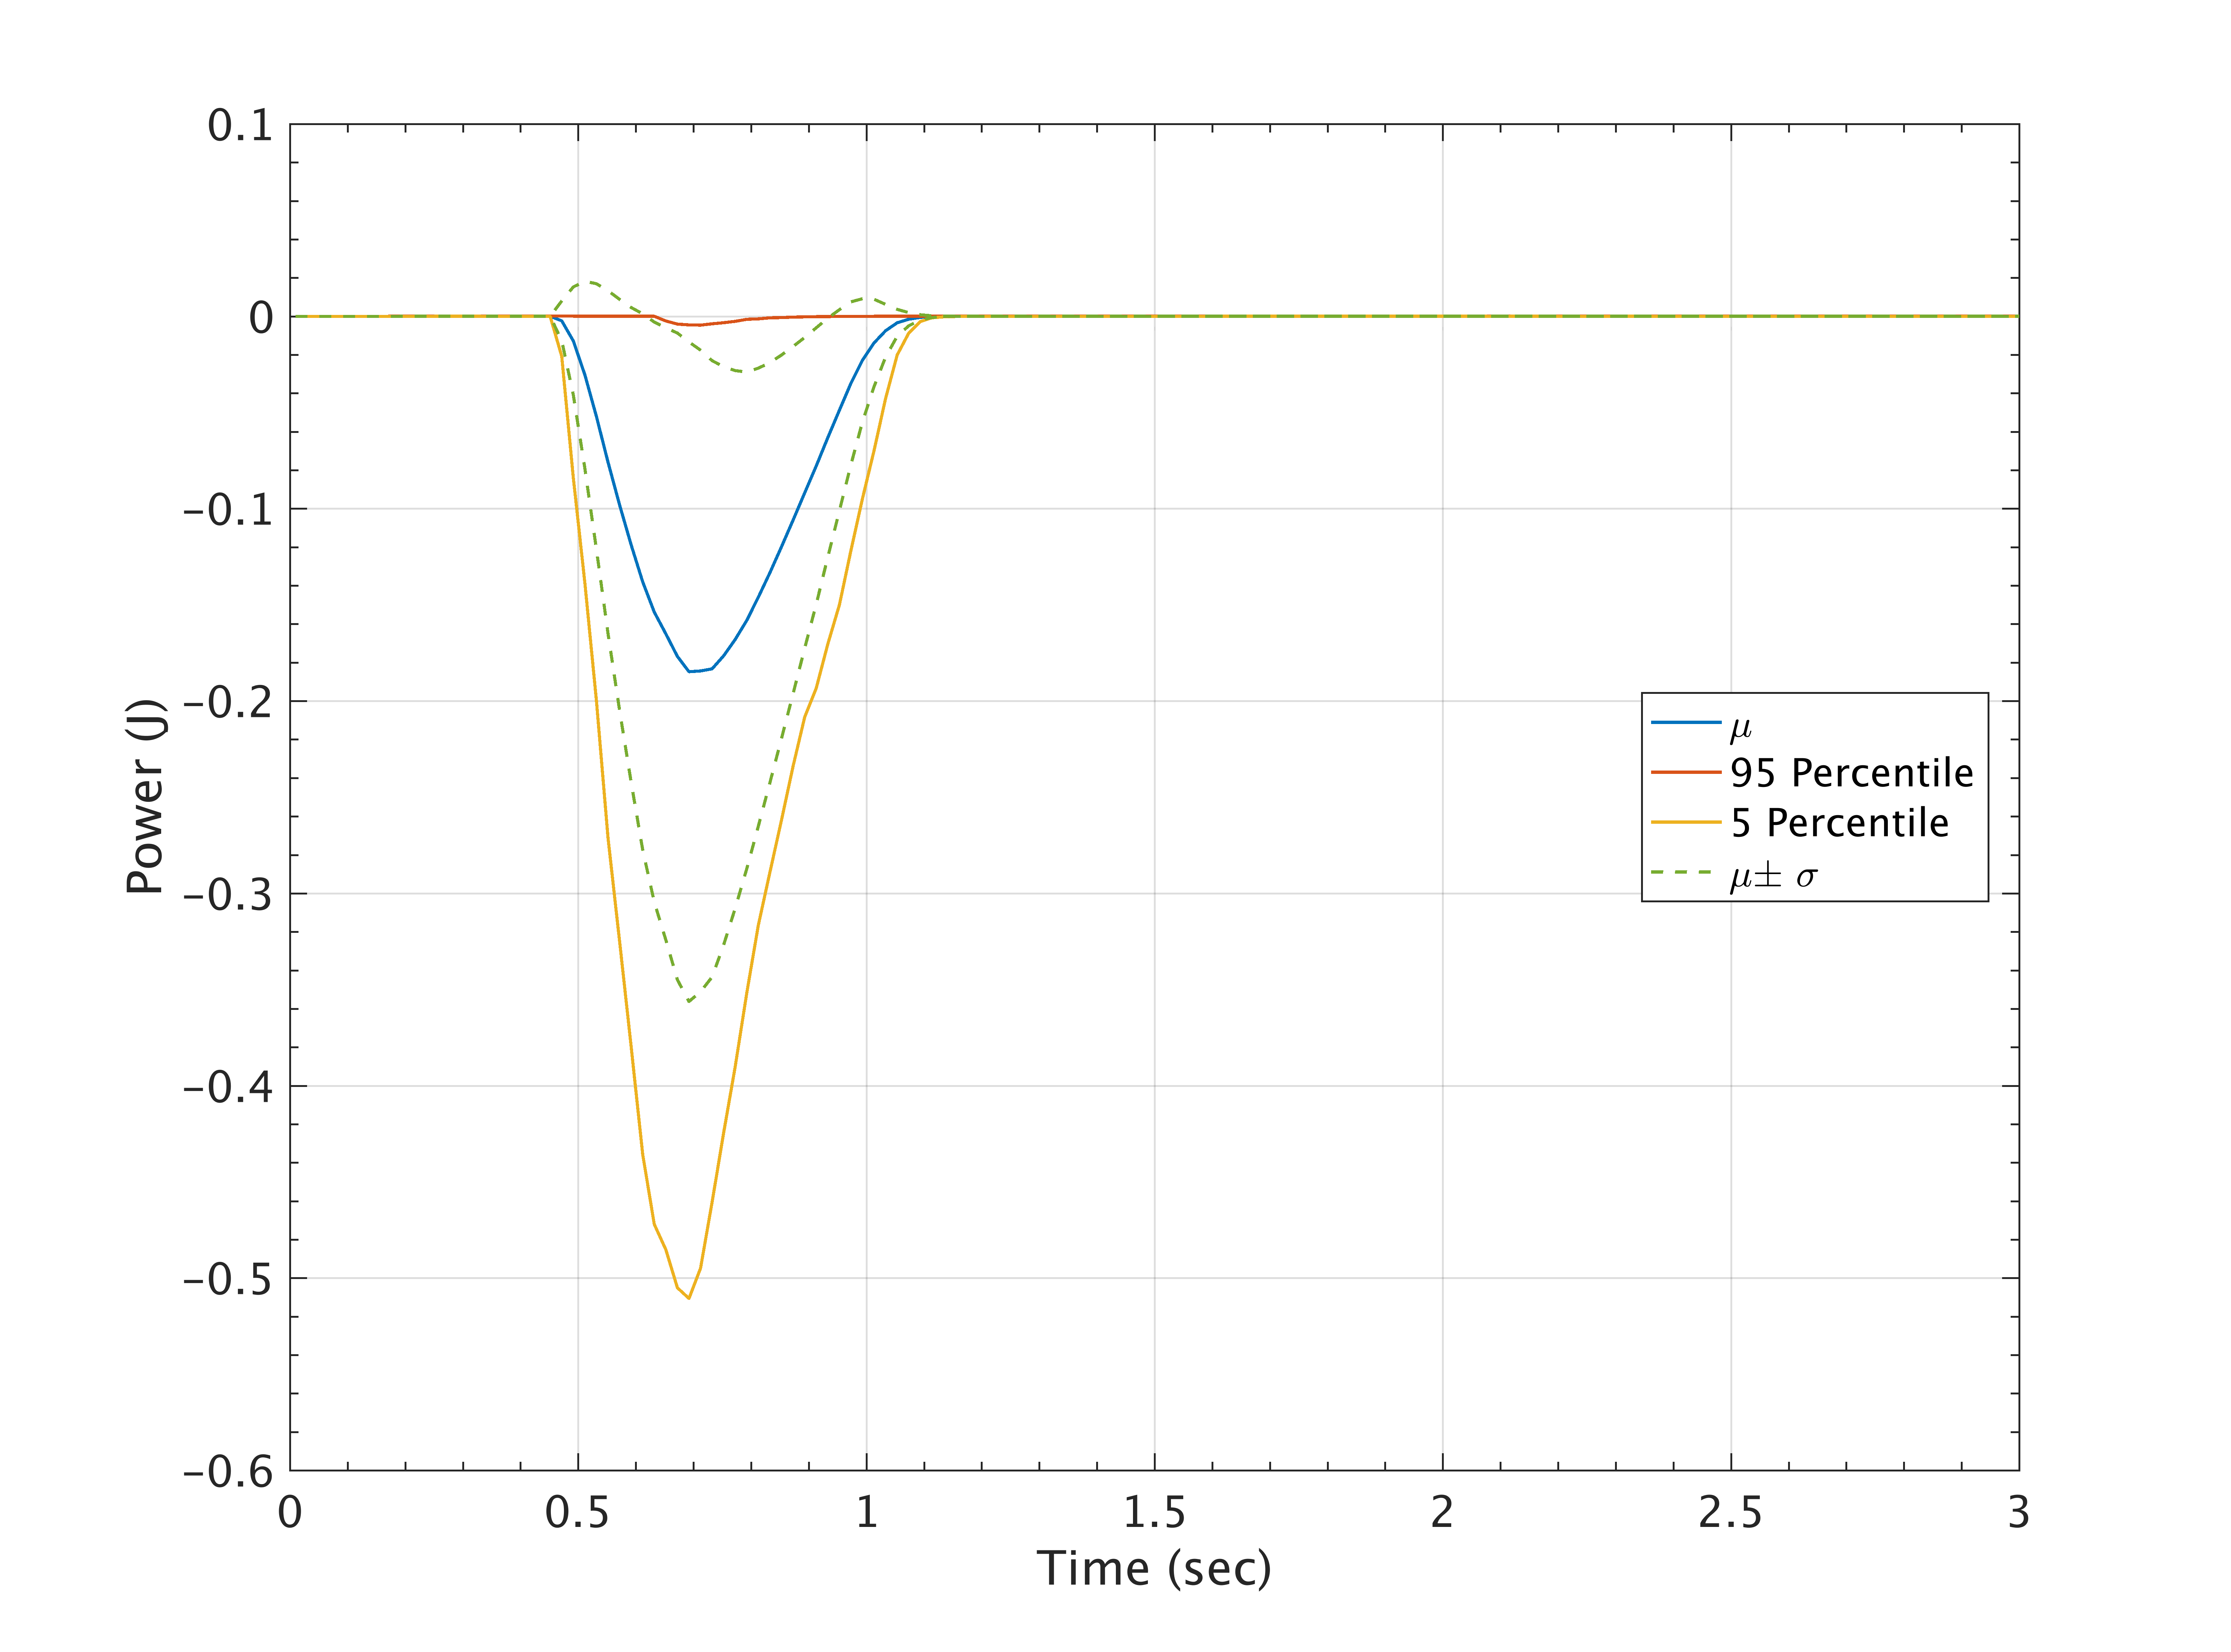 0.1
0
−0.1
−0.2
−0.3
−0.4
−0.5
−0.6
Power (J)
μ
95 Percentile
5 Percentile
μ± σ
0 0.5 1 1.5 2 2.5 3
Time (sec)